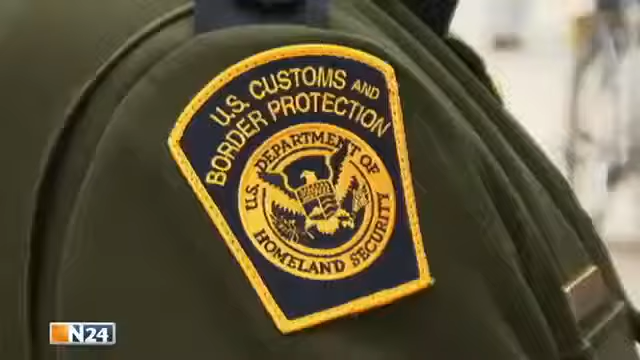 U.S. CUSTOMS AND
BORDER PROTECTION
U.S. DEPARTMENT OF
HOMELAND SECURITY
N24